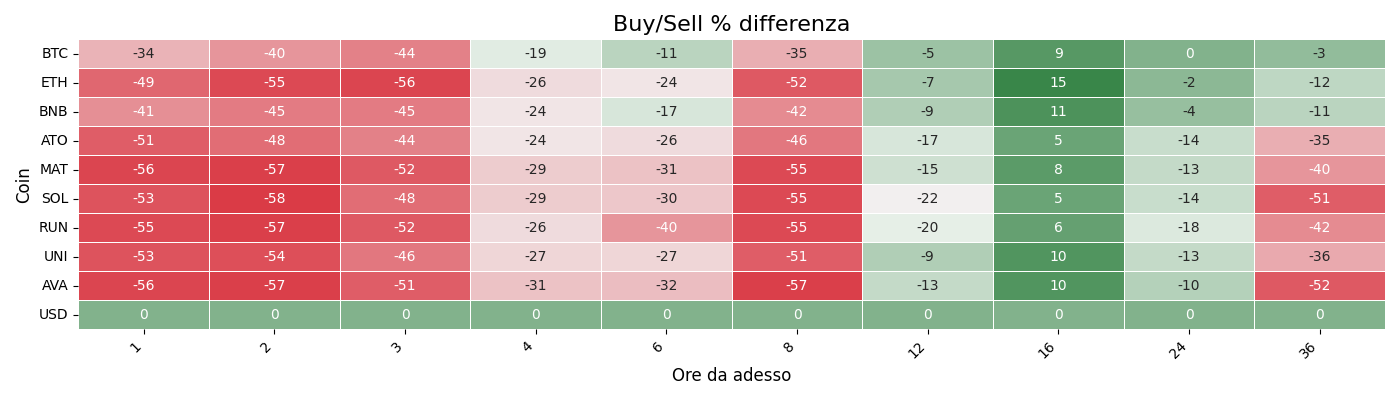 Buy/Sell % differenza
Coin
BTC -34 -40 -44 -19 -11 -35 -5 9 0 -3
ETH -49 -55 -56 -26 -24 -52 -7 15 -2 -12
BNB -41 -45 -45 -24 -17 -42 -9 11 -4 -11
ATO -51 -48 -44 -24 -26 -46 -17 5 -14 -35
MAT -56 -57 -52 -29 -31 -55 -15 8 -13 -40
SOL -53 -58 -48 -29 -30 -55 -22 5 -14 -51
RUN -55 -57 -52 -26 -40 -55 -20 6 -18 -42
UNI -53 -54 -46 -27 -27 -51 -9 10 -13 -36
AVA -56 -57 -51 -31 -32 -57 -13 10 -10 -52
USD 0 0 0 0 0 0 0 0 0 0
1 2 3 4 6 8 12 16 24 36
Ore da adesso